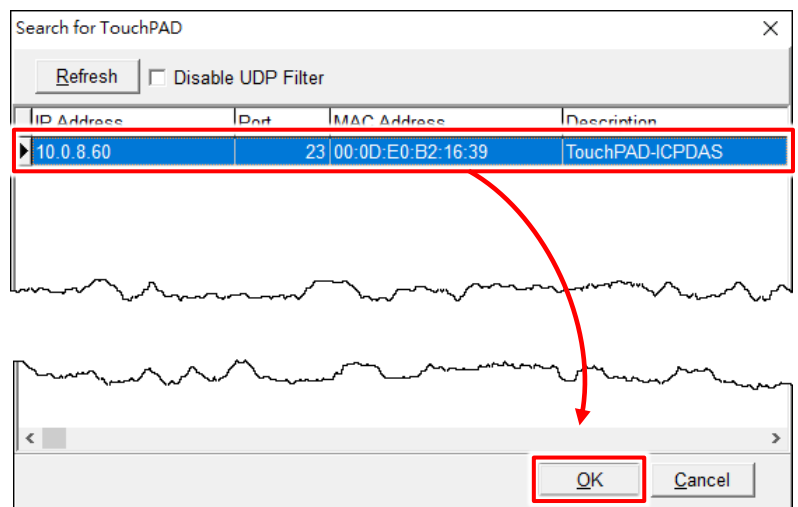 Search for TouchPAD
Refresh Disable UDP Filter
IP Address Port MAC Address Description
10.0.8.60 23 00:0D:E0:B2:16:39 TouchPAD-ICPDAS
OK Cancel